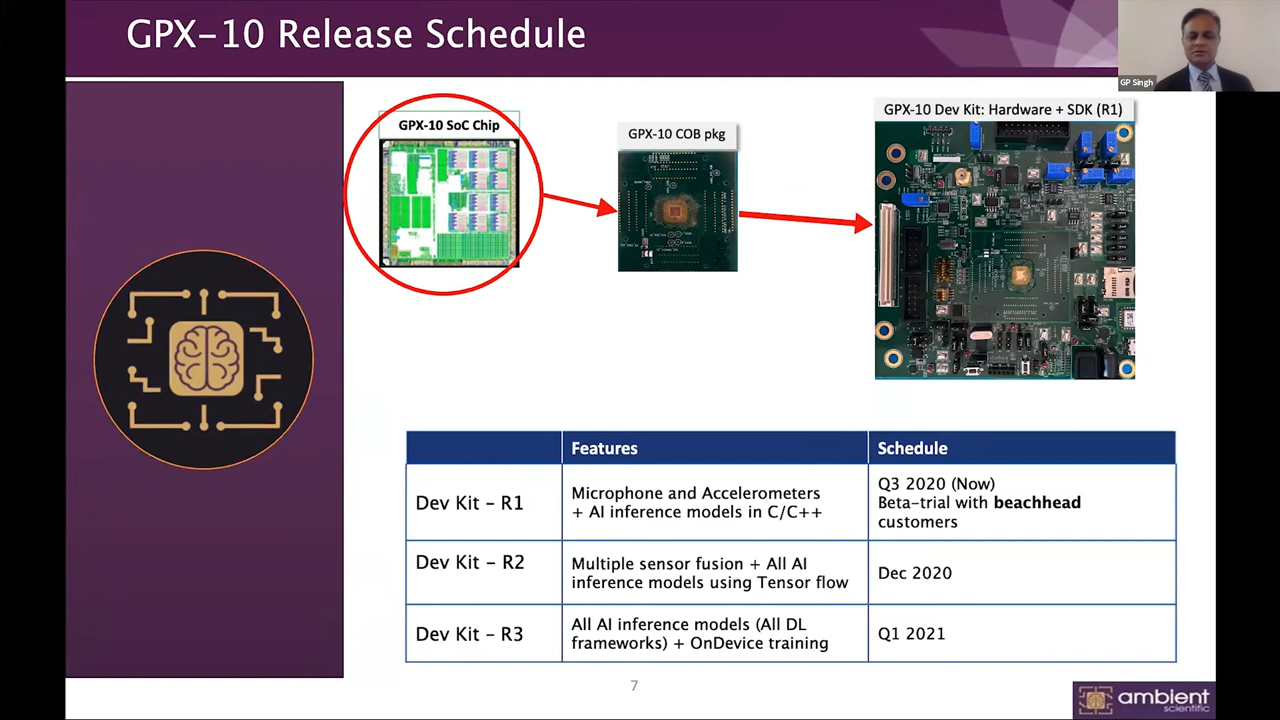 GPX-10 Release Schedule
GP Singh
GPX-10 SoC Chip
GPX-10 COB pkg
GPX-10 Dev Kit: Hardware + SDK (R1)
Features
Schedule
Dev Kit – R1
Microphone and Accelerometers
+ AI inference models in C/C++
Q3 2020 (Now)
Beta-trial with beachhead
customers
Dev Kit – R2
Multiple sensor fusion + All AI
inference models using Tensor flow
Dec 2020
Dev Kit – R3
All AI inference models (All DL
frameworks) + OnDevice training
Q1 2021
7
ambient
scientific